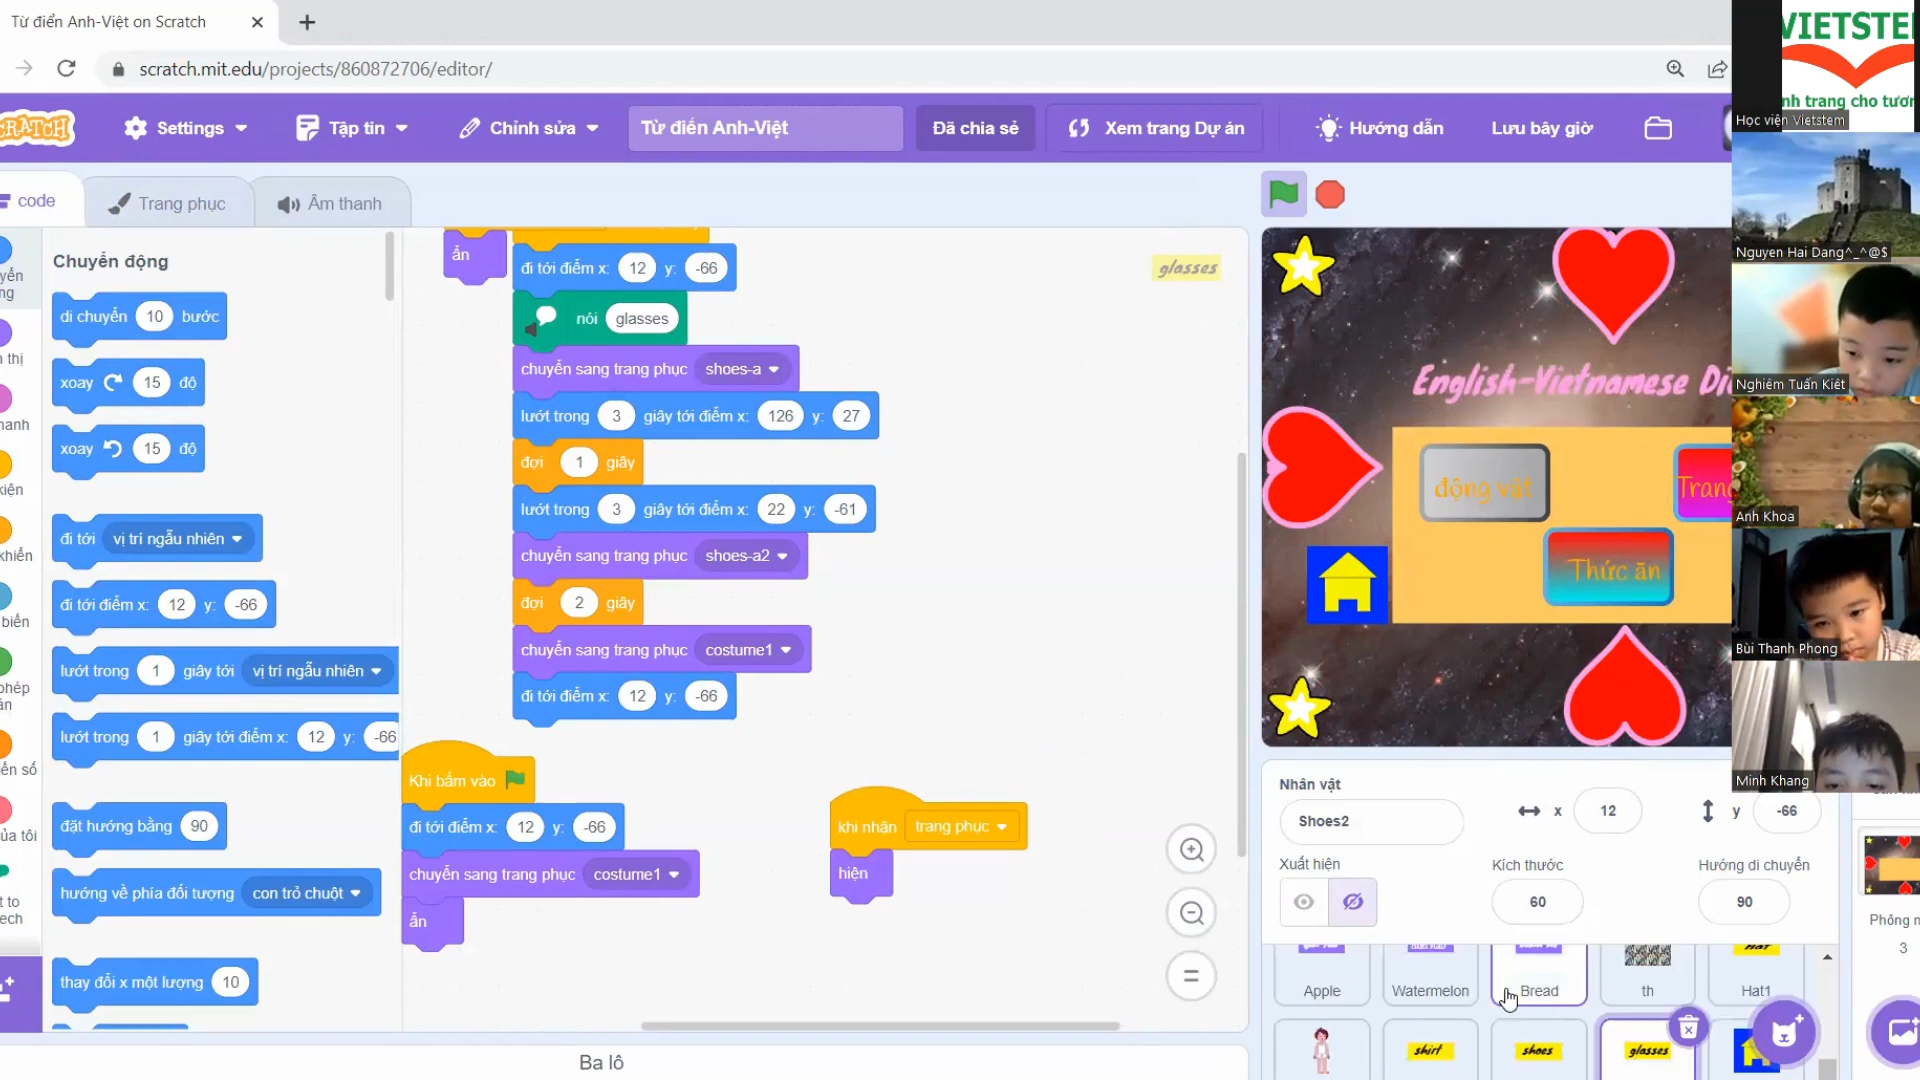 Từ điển Anh-Việt on Scratch
scratch.mit.edu/projects/860872706/editor/
Settings
Tập tin
Chỉnh sửa
Từ điển Anh-Việt
Đã chia sẻ
Xem trang Dự án
Hướng dẫn
Lưu bây giờ
code
Trang phục
Âm thanh
Chuyển động
di chuyển 10 bước
xoay 15 độ
xoay 15 độ
đi tới vị trí ngẫu nhiên
đi tới điểm x: 12 y: -66
lướt trong 1 giây tới vị trí ngẫu nhiên
lướt trong 1 giây tới điểm x: 12 y: -66
đặt hướng bằng 90
hướng về phía đối tượng con trỏ chuột
thay đổi x một lượng 10
ẩn
đi tới điểm x: 12 y: -66
nói glasses
chuyển sang trang phục shoes-a
lướt trong 3 giây tới điểm x: 126 y: 27
đợi 1 giây
lướt trong 3 giây tới điểm x: 22 y: -61
chuyển sang trang phục shoes-a2
đợi 2 giây
chuyển sang trang phục costume1
đi tới điểm x: 12 y: -66
Khi bấm vào
đi tới điểm x: 12 y: -66
chuyển sang trang phục costume1
ẩn
khi nhận trang phục
hiện
glasses
Ba lô
English-Vietnamese Di
động vật
Trang
Thức ăn
Nhân vật
Shoes2
x 12
y -66
Xuất hiện
Kích thước
60
Hướng di chuyển
90
Apple
Watermelon
Bread
th
Hat1
shirt
shoes
glasses
Phông n
3
VIETSTE
nh trang cho tươn
Học viện Vietstem
Nguyen Hai Dang^_^@$
Nghiêm Tuấn Kiêt
Anh Khoa
Bùi Thanh Phong
Minh Khang